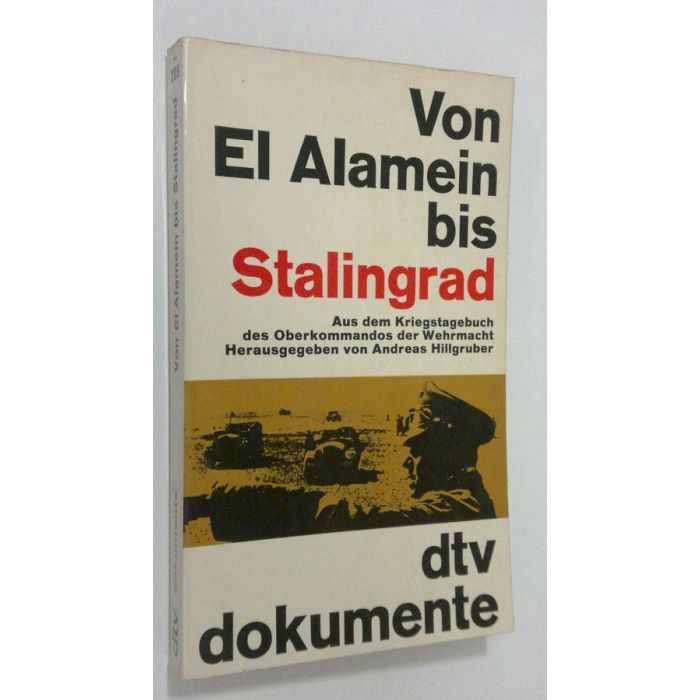 Von
El Alamein
bis
Stalingrad
Aus dem Kriegstagebuch
des Oberkommandos der Wehrmacht
Herausgegeben von Andreas Hillgruber
dtv
dokumente
Von El Alamein bis Stalingrad
dtv dokumente